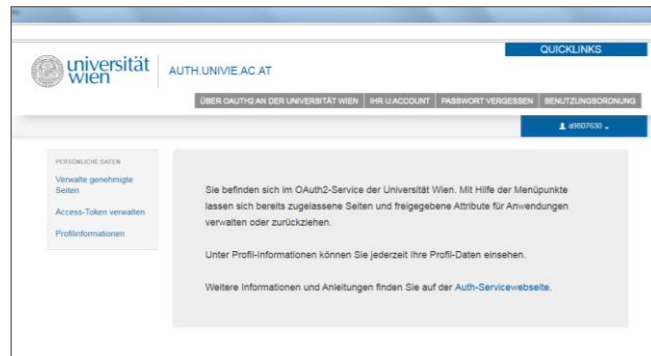 QUICKLINKS
universität
wien
AUTH.UNIVIE.AC.AT
ÜBER OAUTH2 AN DER UNIVERSITÄT WIEN IHR U:ACCOUNT PASSWORT VERGESSEN BENUTZUNGSORDNUNG
a9607630
PERSÖNLICHE DATEN
Verwalte genehmigte
Seiten
Access-Token verwalten
Profilinformationen
Sie befinden sich im OAuth2-Service der Universität Wien. Mit Hilfe der Menüpunkte
lassen sich bereits zugelassene Seiten und freigegebene Attribute für Anwendungen
verwalten oder zurückziehen.
Unter Profil-Informationen können Sie jederzeit Ihre Profil-Daten einsehen.
Weitere Informationen und Anleitungen finden Sie auf der Auth-Servicewebseite.